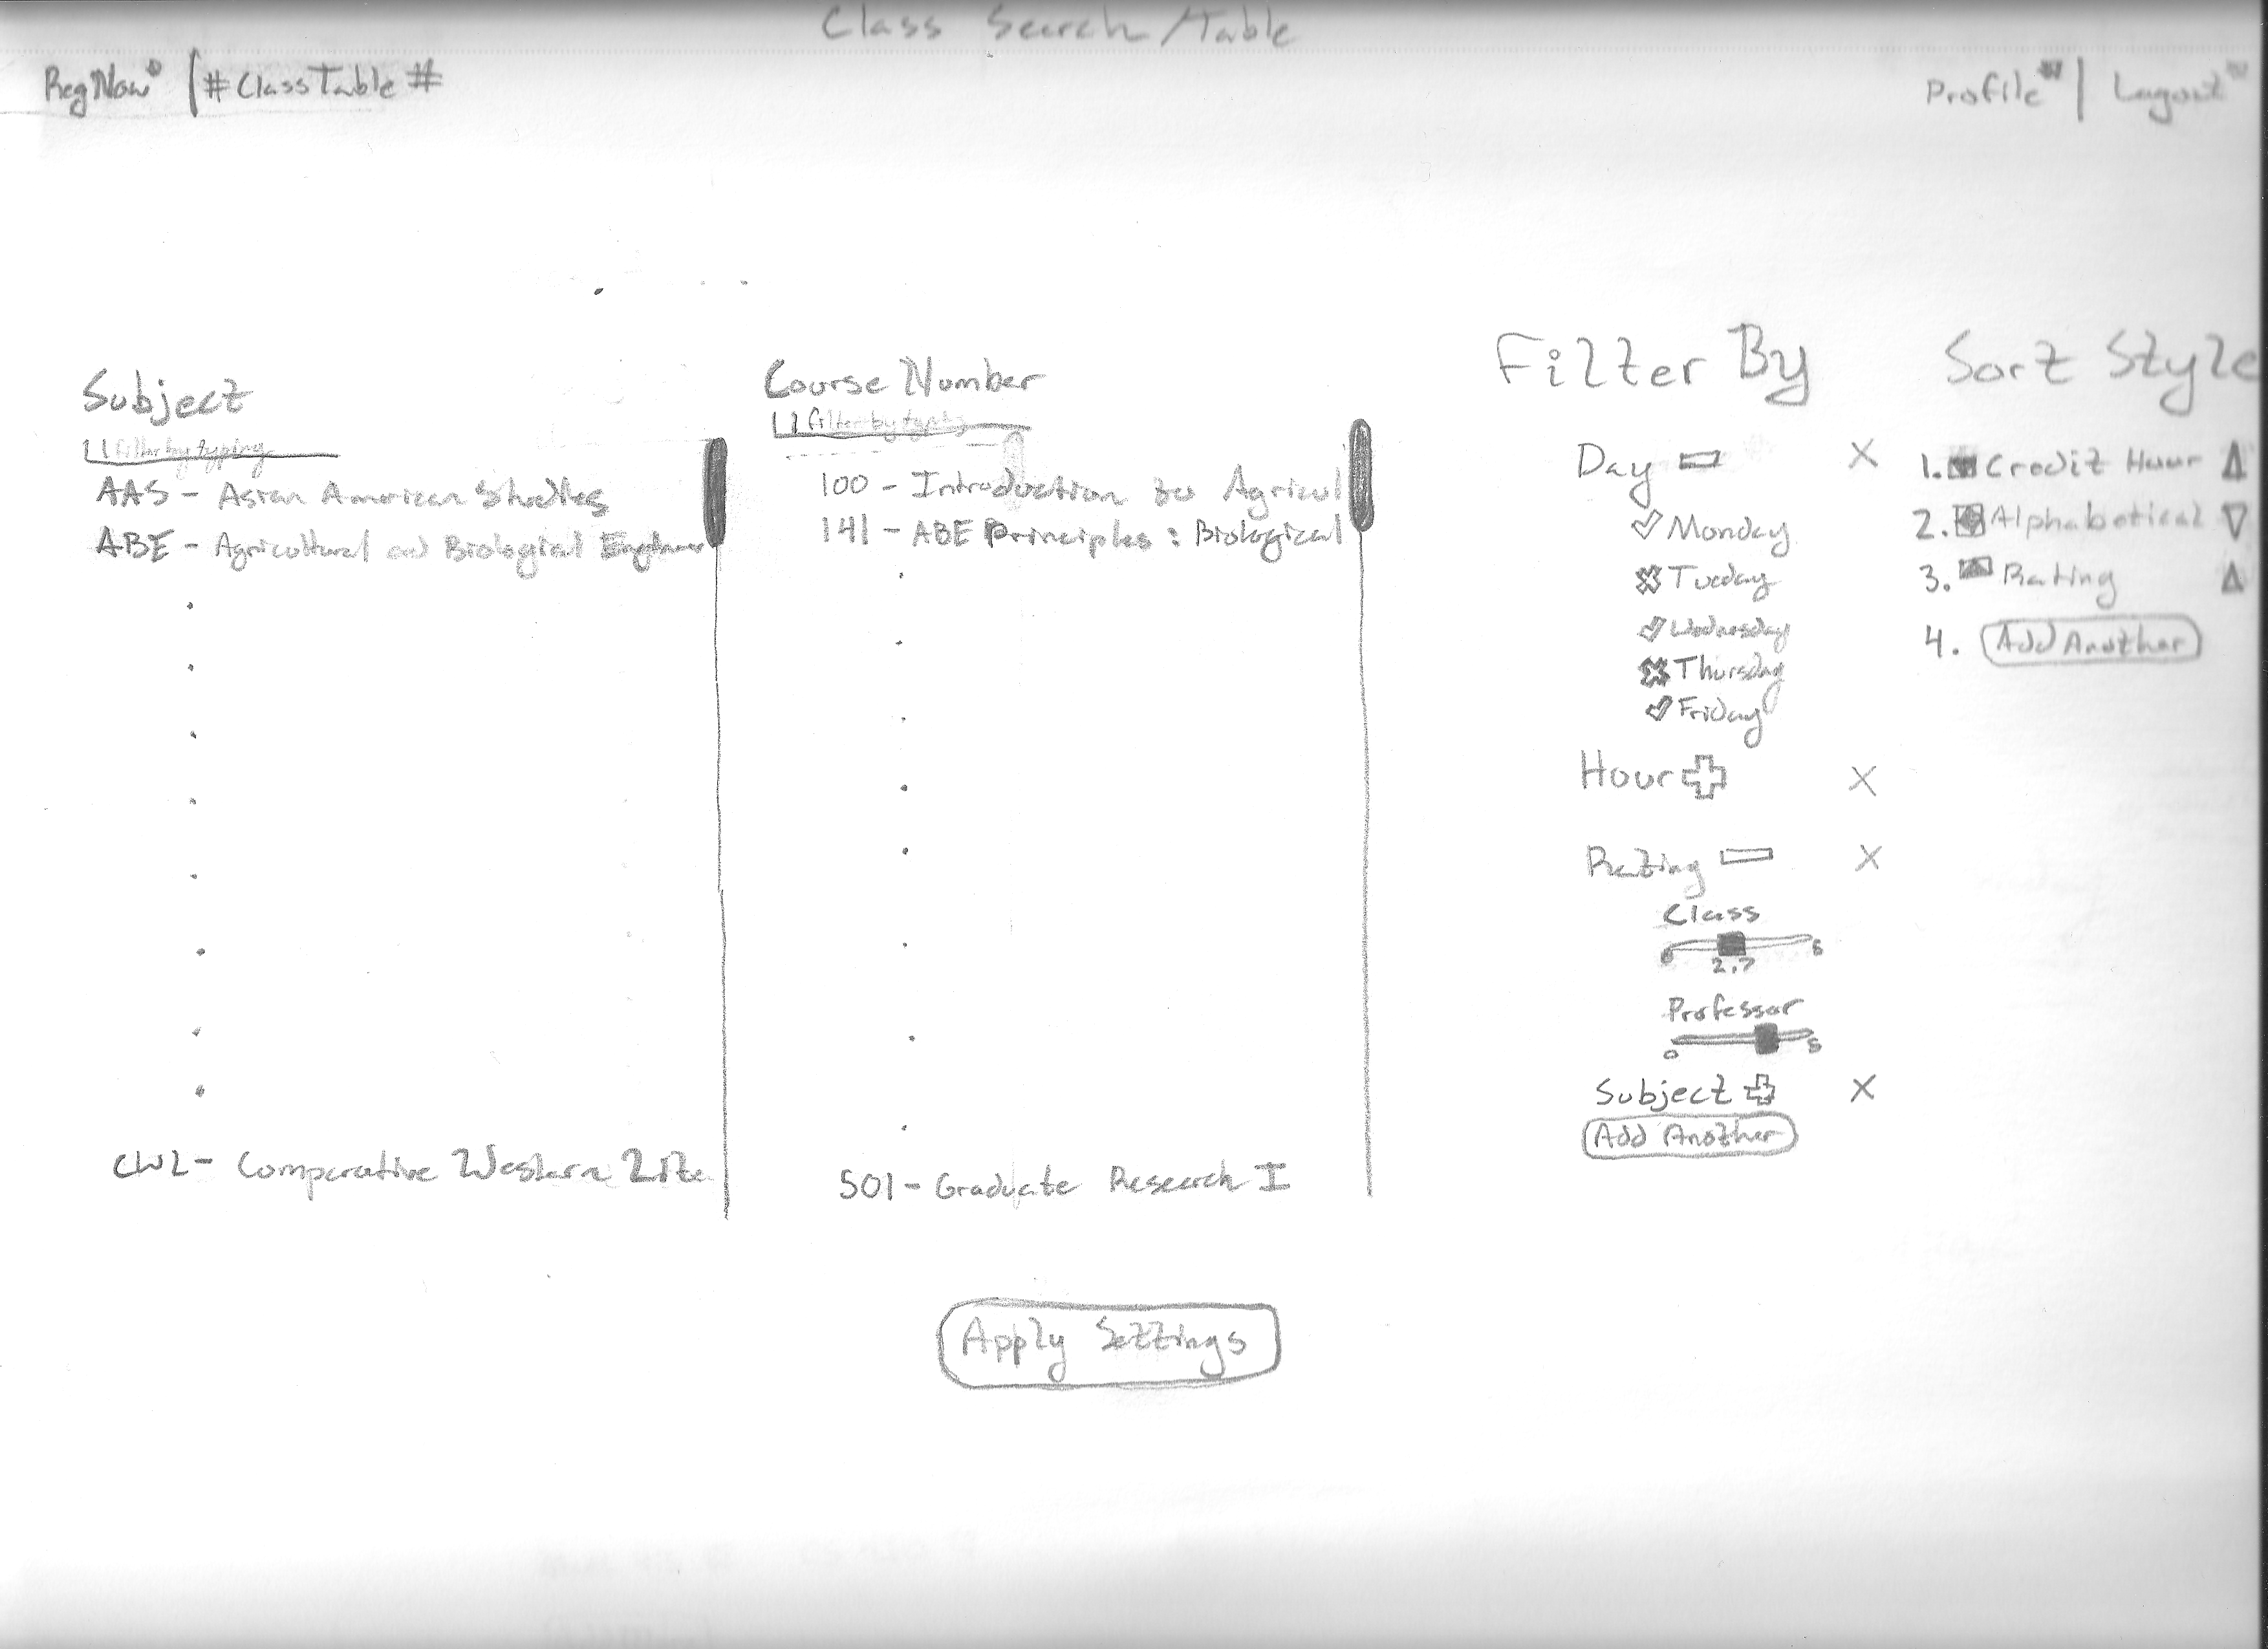 Class Search/Table
RegNow | #ClassTable#
Profile | Logout
Subject
filter by typing
AAS - Asian American Studies
ABE - Agricultural and Biological Engineer
CWL - Comparative Western Lite
Course Number
filter by typing
100 - Introduction to Agricul
141 - ABE Principles : Biological
501 - Graduate Research I
Filter By
Day
Monday
Tuesday
Wednesday
Thursday
Friday
Hour
Rating
Class
0 5
2.7
Professor
0 5
Subject
Add Another
Sort Style
1. Credit Hour
2. Alphabetical
3. Rating
4. Add Another
Apply Settings